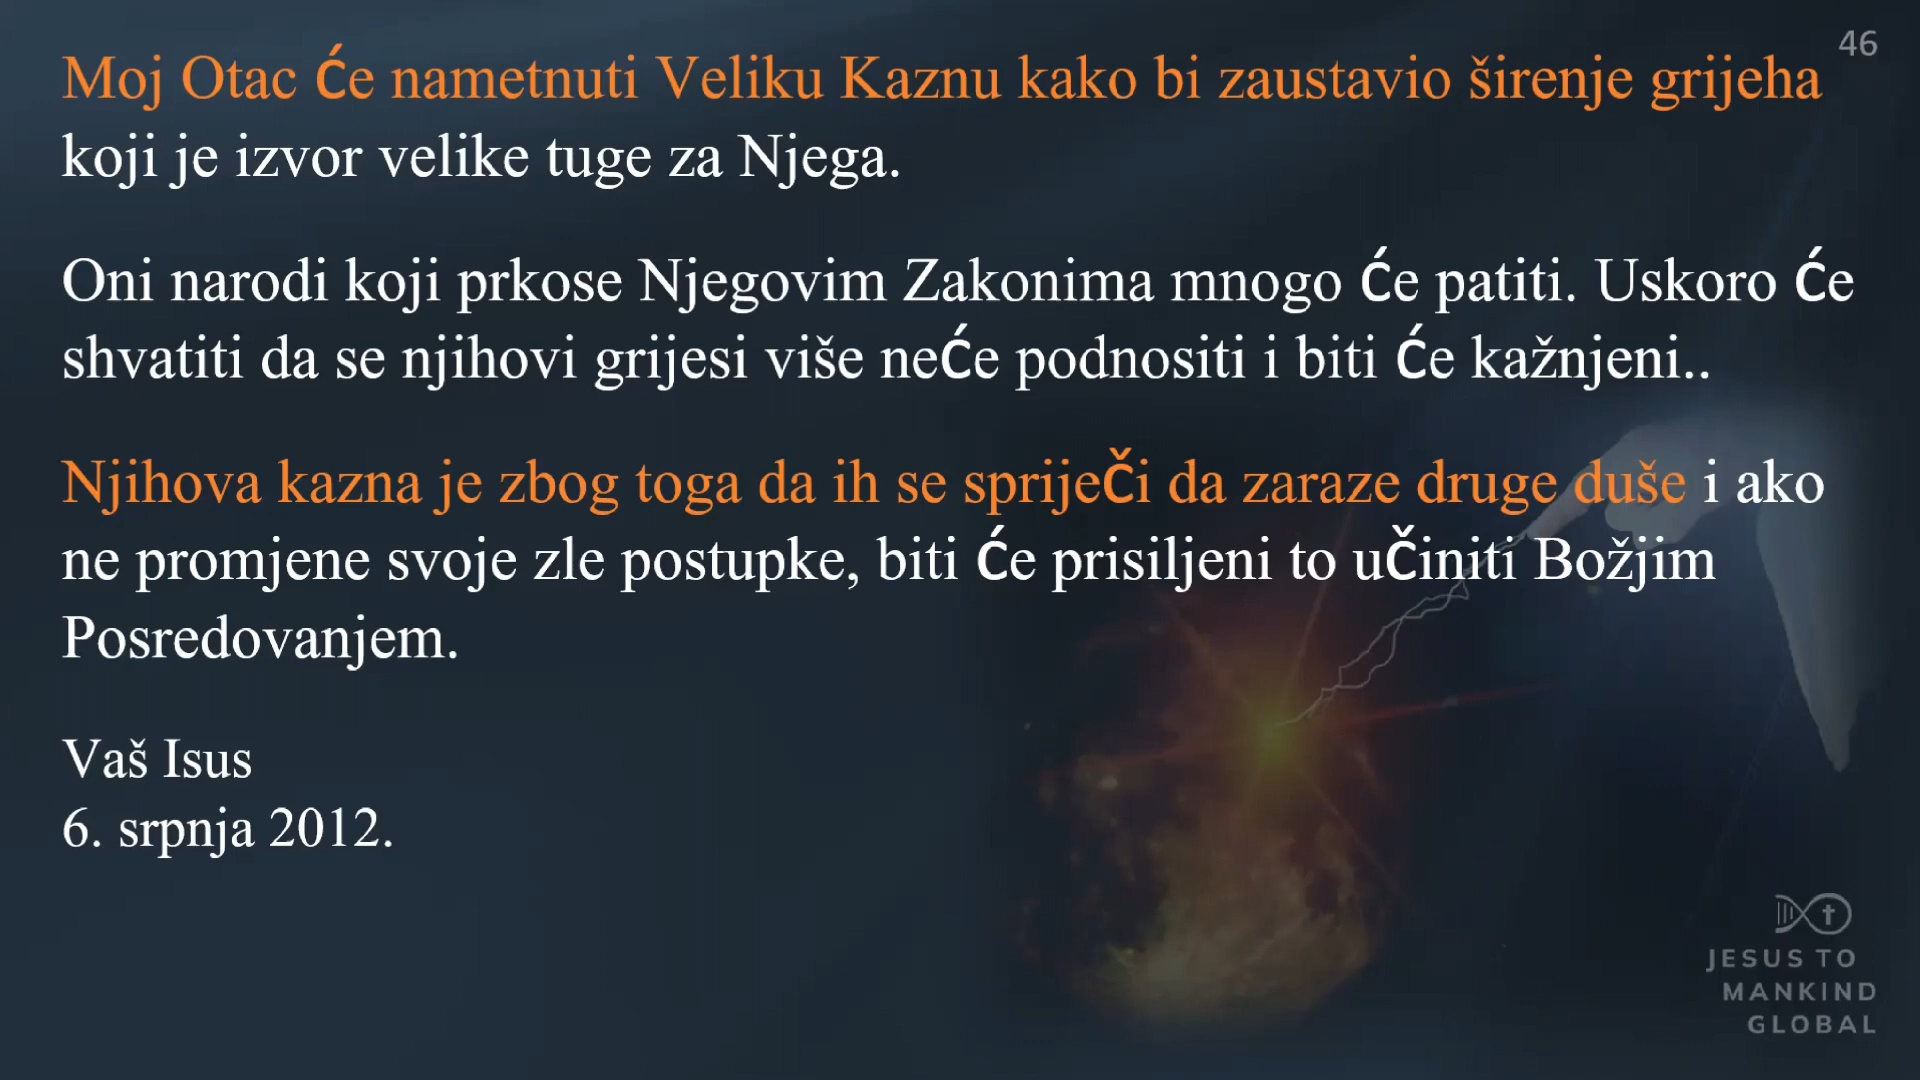 46
Moj Otac Će nametnuti Veliku Kaznu kako bi zaustavio širenje grijeha
koji je izvor velike tuge za Njega.
Oni narodi koji prkose Njegovim Zakonima mnogo Će patiti. Uskoro Će
shvatiti da se njihovi grijesi više neĆe podnositi i biti Će kažnjeni..
Njihova kazna je zbog toga da ih se sprijeČi da zaraze druge duše i ako
ne promjene svoje zle postupke, biti Će prisiljeni to uČiniti Božjim
Posredovanjem.
Vaš Isus
6. srpnja 2012.
JESUS TO
MANKIND
GLOBAL